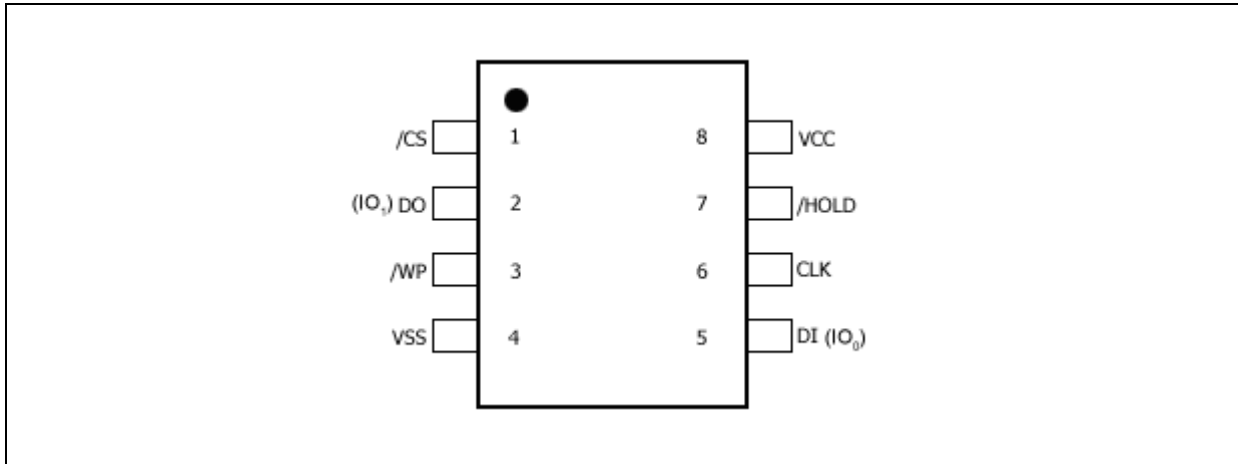 /CS 1 8 VCC
(IO₁) DO 2 7 /HOLD
/WP 3 6 CLK
VSS 4 5 DI (IO₀)